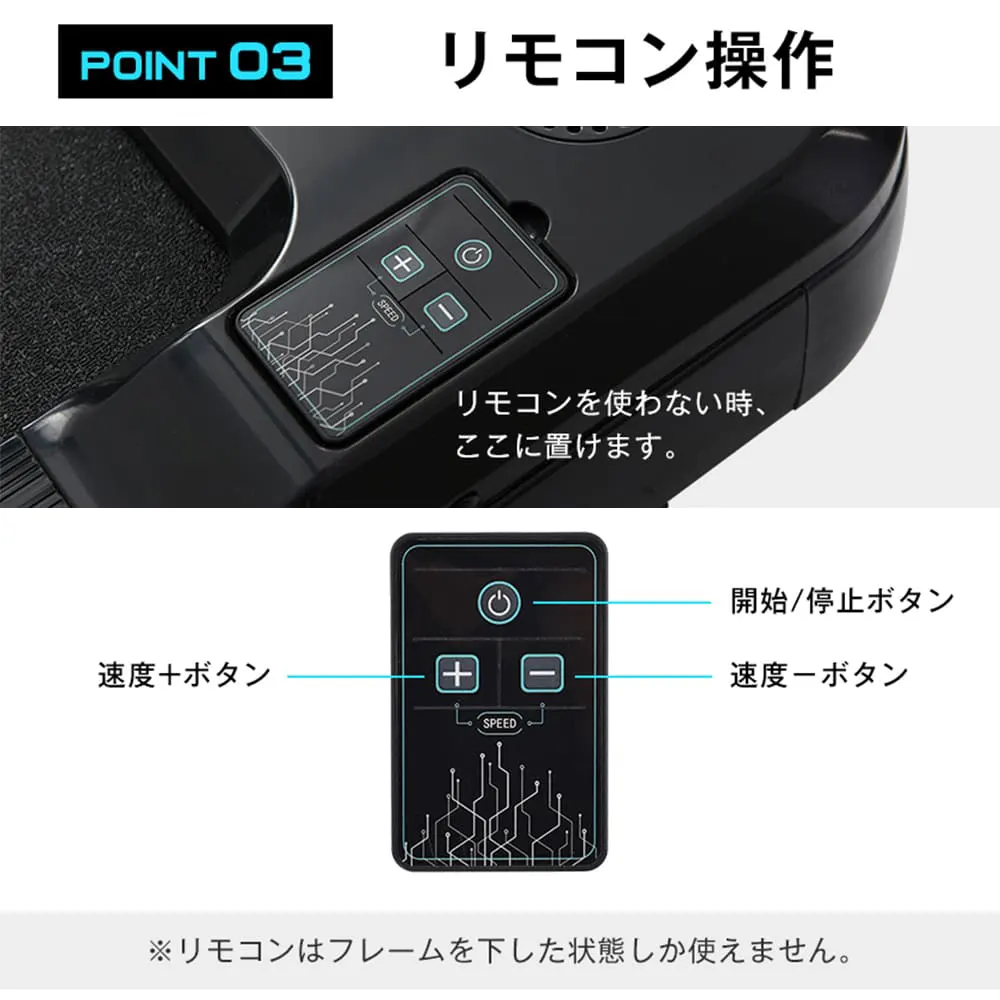 POINT 03
リモコン操作
SPEED
リモコンを使わない時、
ここに置けます。
開始/停止ボタン
速度+ボタン
速度-ボタン
SPEED
※リモコンはフレームを下した状態しか使えません。